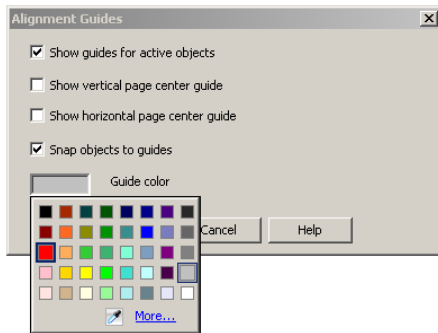 Alignment Guides
Show guides for active objects
Show vertical page center guide
Show horizontal page center guide
Snap objects to guides
Guide color
Cancel Help
More...